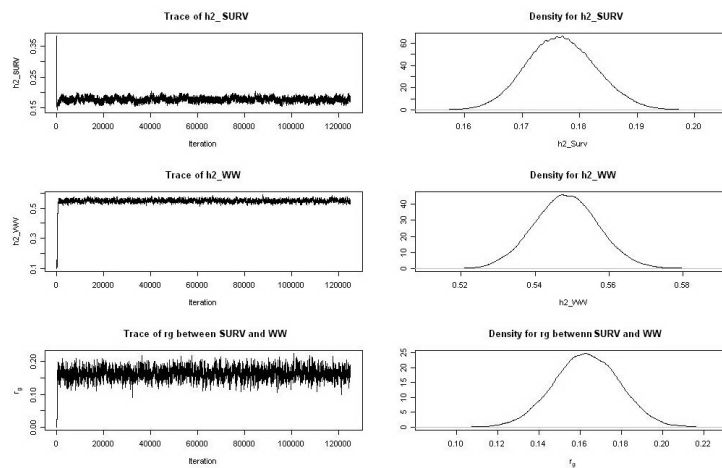 Trace of h2_SURV
h2_SURV
0.15 0.25 0.35
0 20000 40000 60000 80000 100000 120000
Iteration
Density for h2_SURV
0 20 40 60
0.16 0.17 0.18 0.19 0.20
h2_Surv
Trace of h2_WW
h2_WW
0.1 0.3 0.5
0 20000 40000 60000 80000 100000 120000
Iteration
Density for h2_WW
0 10 20 30 40
0.52 0.54 0.56 0.58
h2_WW
Trace of rg between SURV and WW
rg
0.00 0.10 0.20
0 20000 40000 60000 80000 100000 120000
Iteration
Density for rg betwenn SURV and WW
0 5 10 15 20 25
0.10 0.12 0.14 0.16 0.18 0.20 0.22
rg